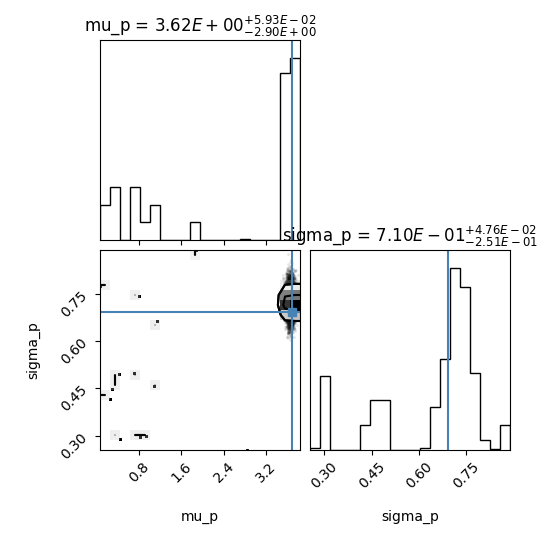 mu_p = 3.62E+00+5.93E−02 −2.90E+00
sigma_p = 7.10E−01+4.76E−02 −2.51E−01
sigma_p
0.75
0.60
0.45
0.30
0.8 1.6 2.4 3.2
0.30 0.45 0.60 0.75
mu_p
sigma_p